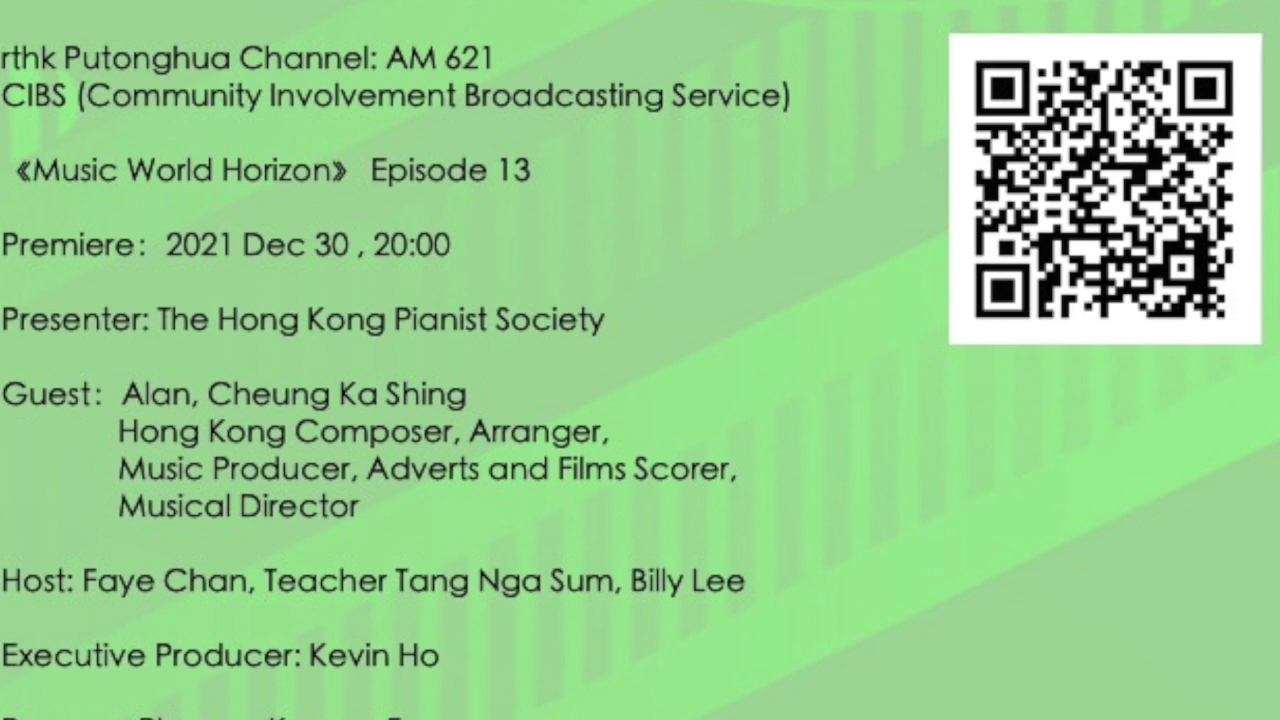 rthk Putonghua Channel: AM 621
CIBS (Community Involvement Broadcasting Service)
《Music World Horizon》 Episode 13
Premiere： 2021 Dec 30 , 20:00
Presenter: The Hong Kong Pianist Society
Guest： Alan, Cheung Ka Shing
Hong Kong Composer, Arranger,
Music Producer, Adverts and Films Scorer,
Musical Director
Host: Faye Chan, Teacher Tang Nga Sum, Billy Lee
Executive Producer: Kevin Ho